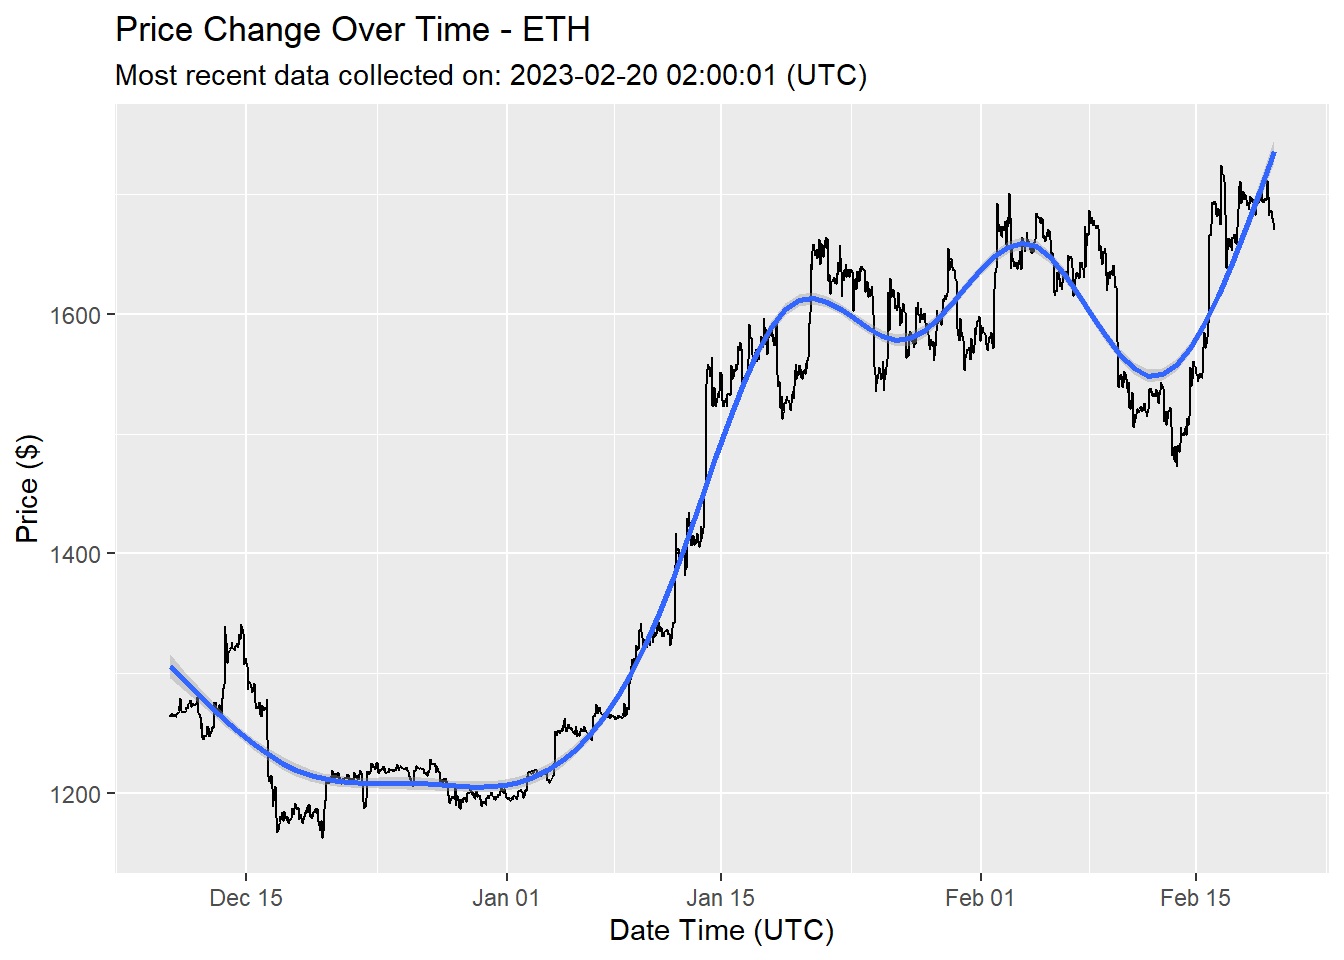 Price Change Over Time - ETH
Most recent data collected on: 2023-02-20 02:00:01 (UTC)
Price ($)
1600
1400
1200
Dec 15
Jan 01
Jan 15
Feb 01
Feb 15
Date Time (UTC)